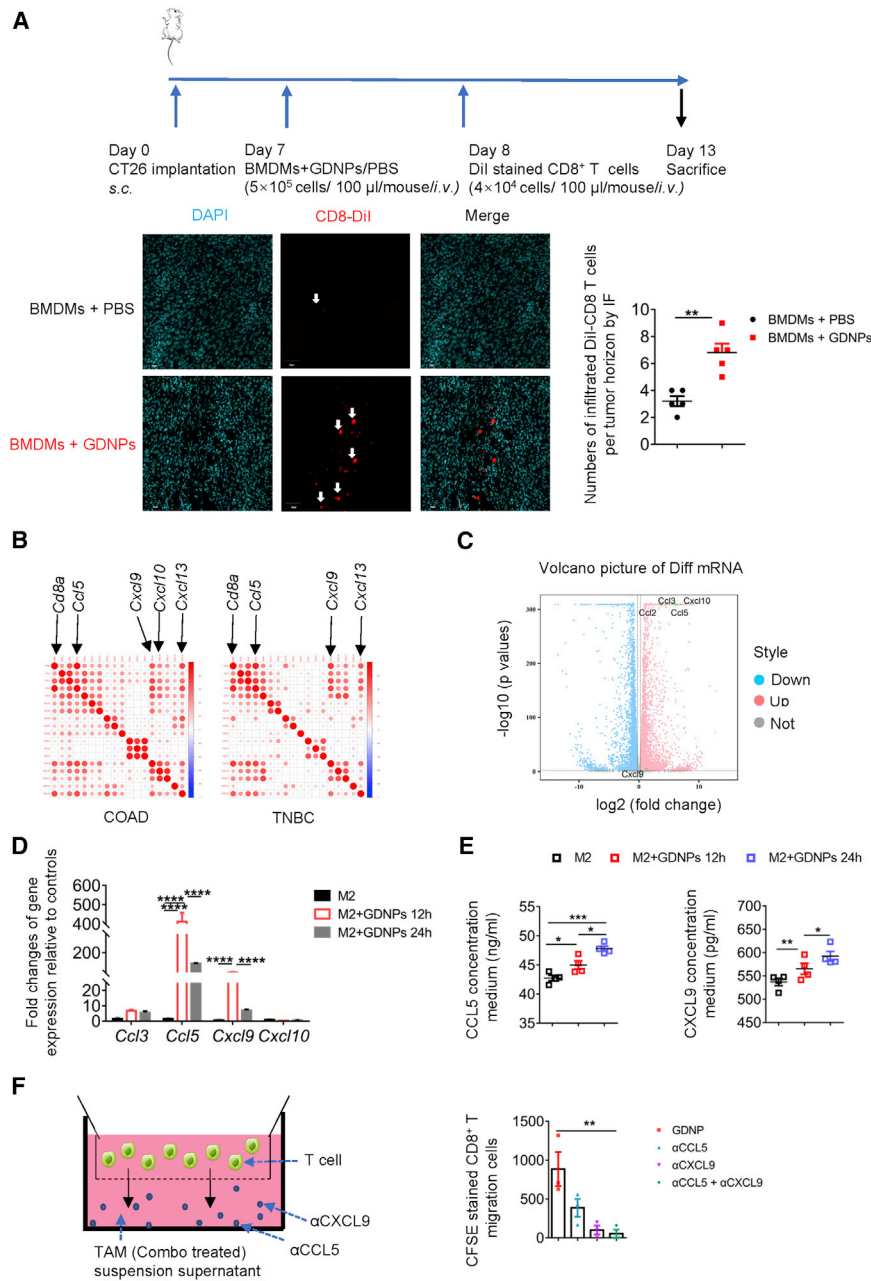 A
Day 0
CT26 implantation
s.c.
Day 7
BMDMs+GDNPs/PBS
(5×10⁵ cells/ 100 µl/mouse/i.v.)
Day 8
DiI stained CD8⁺ T cells
(4×10⁴ cells/ 100 µl/mouse/i.v.)
Day 13
Sacrifice
DAPI
CD8-DiI
Merge
BMDMs + PBS
BMDMs + GDNPs
Numbers of infiltrated DiI-CD8 T cells
per tumor horizon by IF
10
8
6
4
2
0
**
BMDMs + PBS
BMDMs + GDNPs
B
Cd8a
Ccl5
Cxcl9
Cxcl10
Cxcl13
COAD
Cd8a
Ccl5
Cxcl9
Cxcl13
TNBC
C
Volcano picture of Diff mRNA
-log10 (p values)
300
200
100
0
Ccl3
Cxcl10
Ccl2
Ccl5
Cxcl9
-10
0
10
log2 (fold change)
Style
Down
Up
Not
D
Fold changes of gene
expression relative to controls
600
500
400
200
20
10
0
****
****
****
****
****
M2
M2+GDNPs 12h
M2+GDNPs 24h
Ccl3
Ccl5
Cxcl9
Cxcl10
E
M2
M2+GDNPs 12h
M2+GDNPs 24h
CCL5 concentration
medium (ng/ml)
55
50
45
40
35
***
*
*
CXCL9 concentration
medium (pg/ml)
700
650
600
550
500
450
**
*
F
T cell
αCXCL9
αCCL5
TAM (Combo treated)
suspension supernatant
CFSE stained CD8⁺ T
migration cells
1500
1000
500
0
**
GDNP
αCCL5
αCXCL9
αCCL5 + αCXCL9